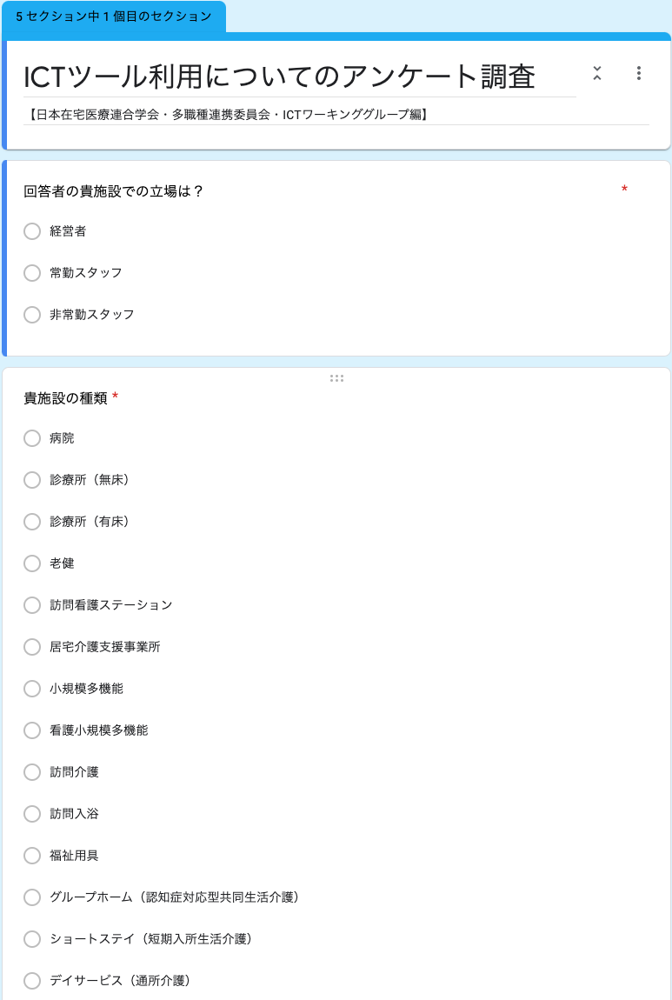 5 セクション中 1 個目のセクション
ICTツール利用についてのアンケート調査
【日本在宅医療連合学会・多職種連携委員会・ICTワーキンググループ編】
回答者の貴施設での立場は？ *
経営者
常勤スタッフ
非常勤スタッフ
貴施設の種類 *
病院
診療所（無床）
診療所（有床）
老健
訪問看護ステーション
居宅介護支援事業所
小規模多機能
看護小規模多機能
訪問介護
訪問入浴
福祉用具
グループホーム（認知症対応型共同生活介護）
ショートステイ（短期入所生活介護）
デイサービス（通所介護）